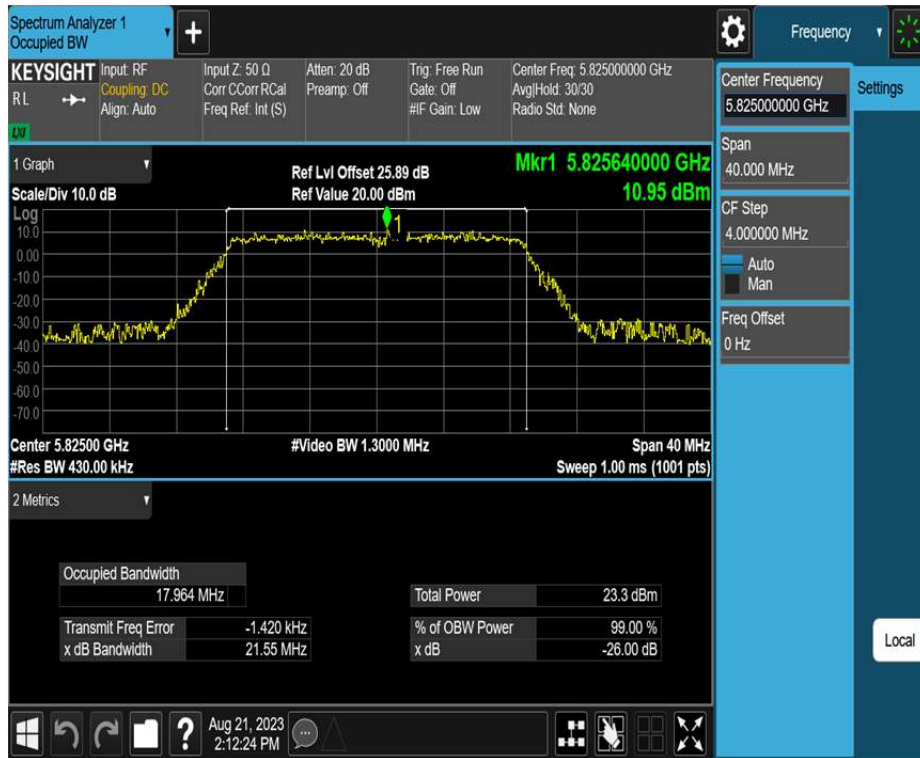 Spectrum Analyzer 1
Occupied BW
+
Frequency
KEYSIGHT
RL
LXI
Input: RF
Coupling: DC
Align: Auto
Input Z: 50 Ω
Corr CCorr RCal
Freq Ref: Int (S)
Atten: 20 dB
Preamp: Off
Trig: Free Run
Gate: Off
#IF Gain: Low
Center Freq: 5.825000000 GHz
Avg|Hold: 30/30
Radio Std: None
Center Frequency
5.825000000 GHz
Settings
Span
40.000 MHz
CF Step
4.000000 MHz
Auto
Man
Freq Offset
0 Hz
1 Graph
Scale/Div 10.0 dB
Ref Lvl Offset 25.89 dB
Ref Value 20.00 dBm
Mkr1 5.825640000 GHz
10.95 dBm
Log
10.0
0.00
-10.0
-20.0
-30.0
-40.0
-50.0
-60.0
-70.0
1
Center 5.82500 GHz
#Video BW 1.3000 MHz
Span 40 MHz
#Res BW 430.00 kHz
Sweep 1.00 ms (1001 pts)
2 Metrics
Occupied Bandwidth
17.964 MHz
Total Power 23.3 dBm
Transmit Freq Error -1.420 kHz
% of OBW Power 99.00 %
x dB Bandwidth 21.55 MHz
x dB -26.00 dB
Local
?
Aug 21, 2023
2:12:24 PM